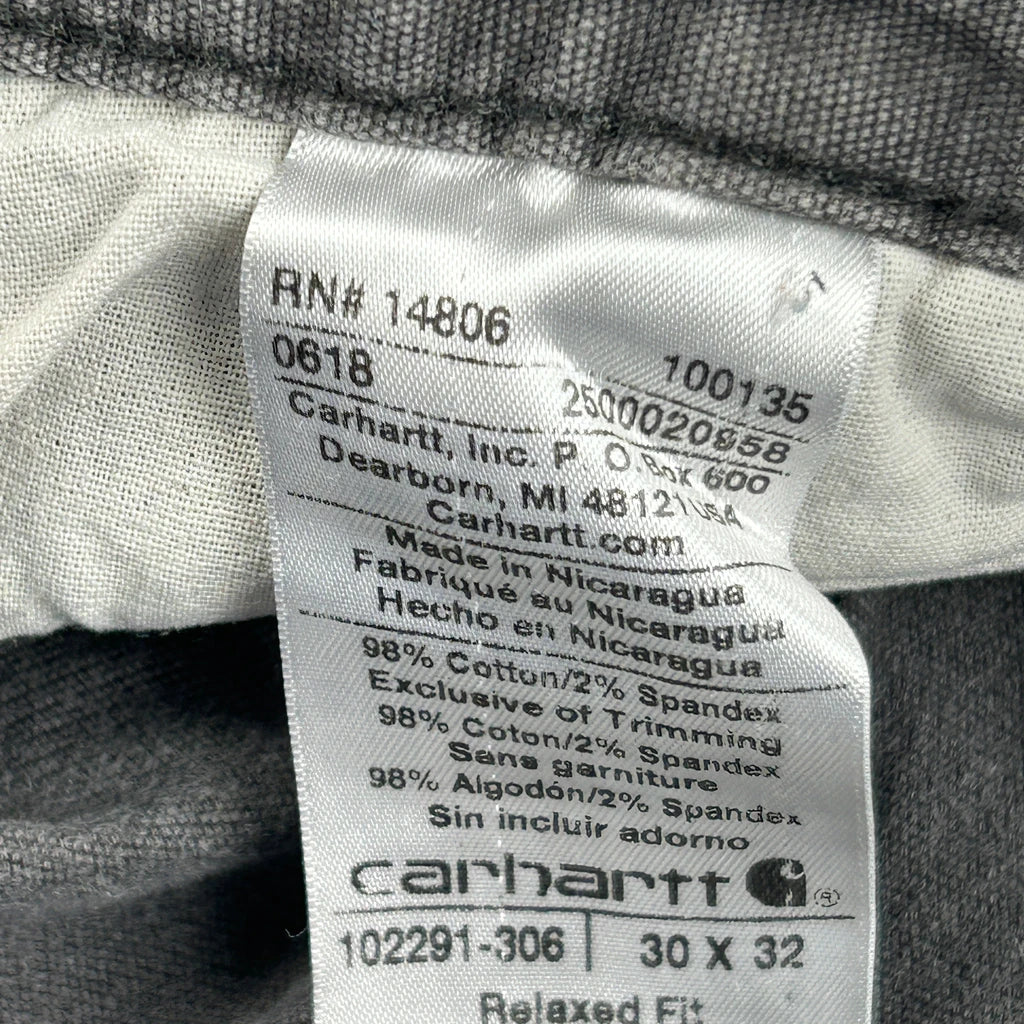 RN# 14806
100135
0618
2500020958
Carhartt, Inc. P. O. Box 600
Dearborn, MI 48121 USA
Carhartt.com
Made in Nicaragua
Fabriqué au Nicaragua
Hecho en Nicaragua
98% Cotton/2% Spandex
Exclusive of Trimming
98% Coton/2% Spandex
Sans garniture
98% Algodón/2% Spandex
Sin incluir adorno
carhartt ®
102291-306 | 30 X 32
Relaxed Fit